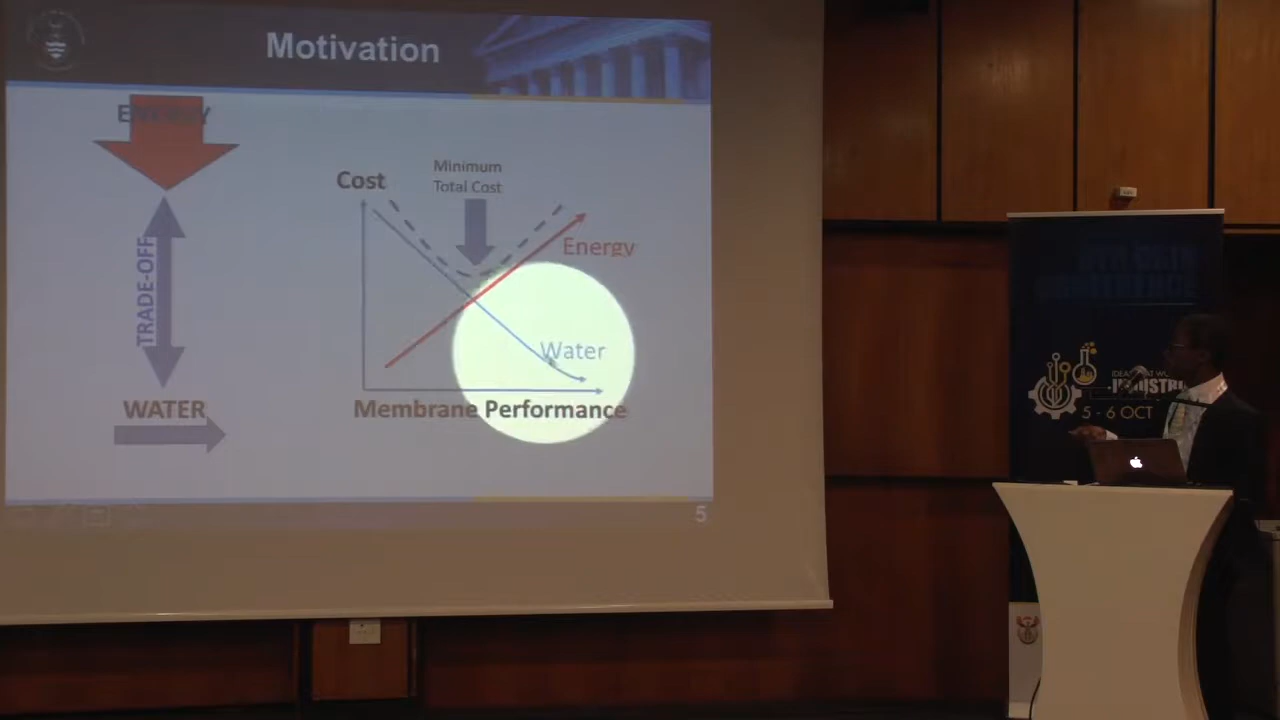 Motivation
ENERGY
TRADE-OFF
WATER
Cost
Minimum
Total Cost
Energy
Water
Membrane Performance
5
5 - 6 OCT